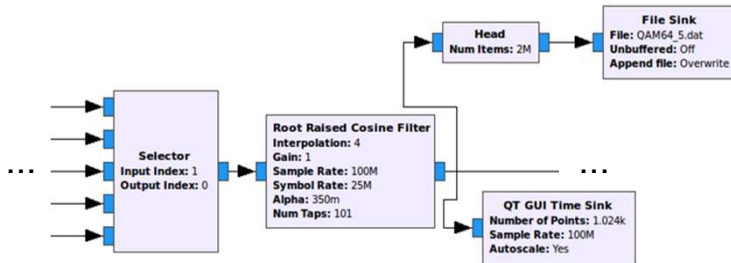 Head
Num Items: 2M
File Sink
File: QAM64_5.dat
Unbuffered: Off
Append file: Overwrite
...
Selector
Input Index: 1
Output Index: 0
Root Raised Cosine Filter
Interpolation: 4
Gain: 1
Sample Rate: 100M
Symbol Rate: 25M
Alpha: 350m
Num Taps: 101
...
QT GUI Time Sink
Number of Points: 1.024k
Sample Rate: 100M
Autoscale: Yes